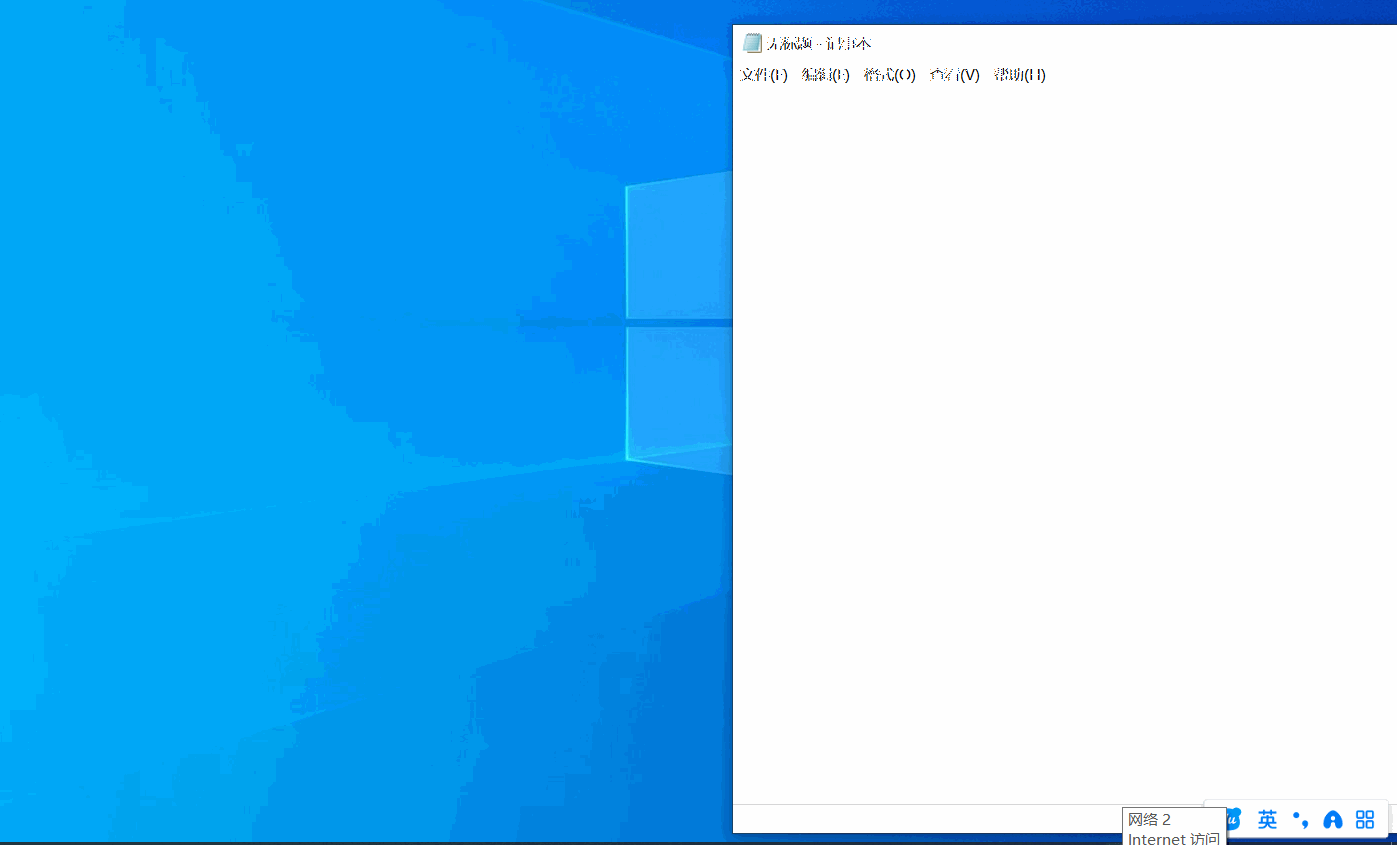 无标题 - 记事本
文件(F) 编辑(E) 格式(O) 查看(V) 帮助(H)
网络 2
Internet 访问
英